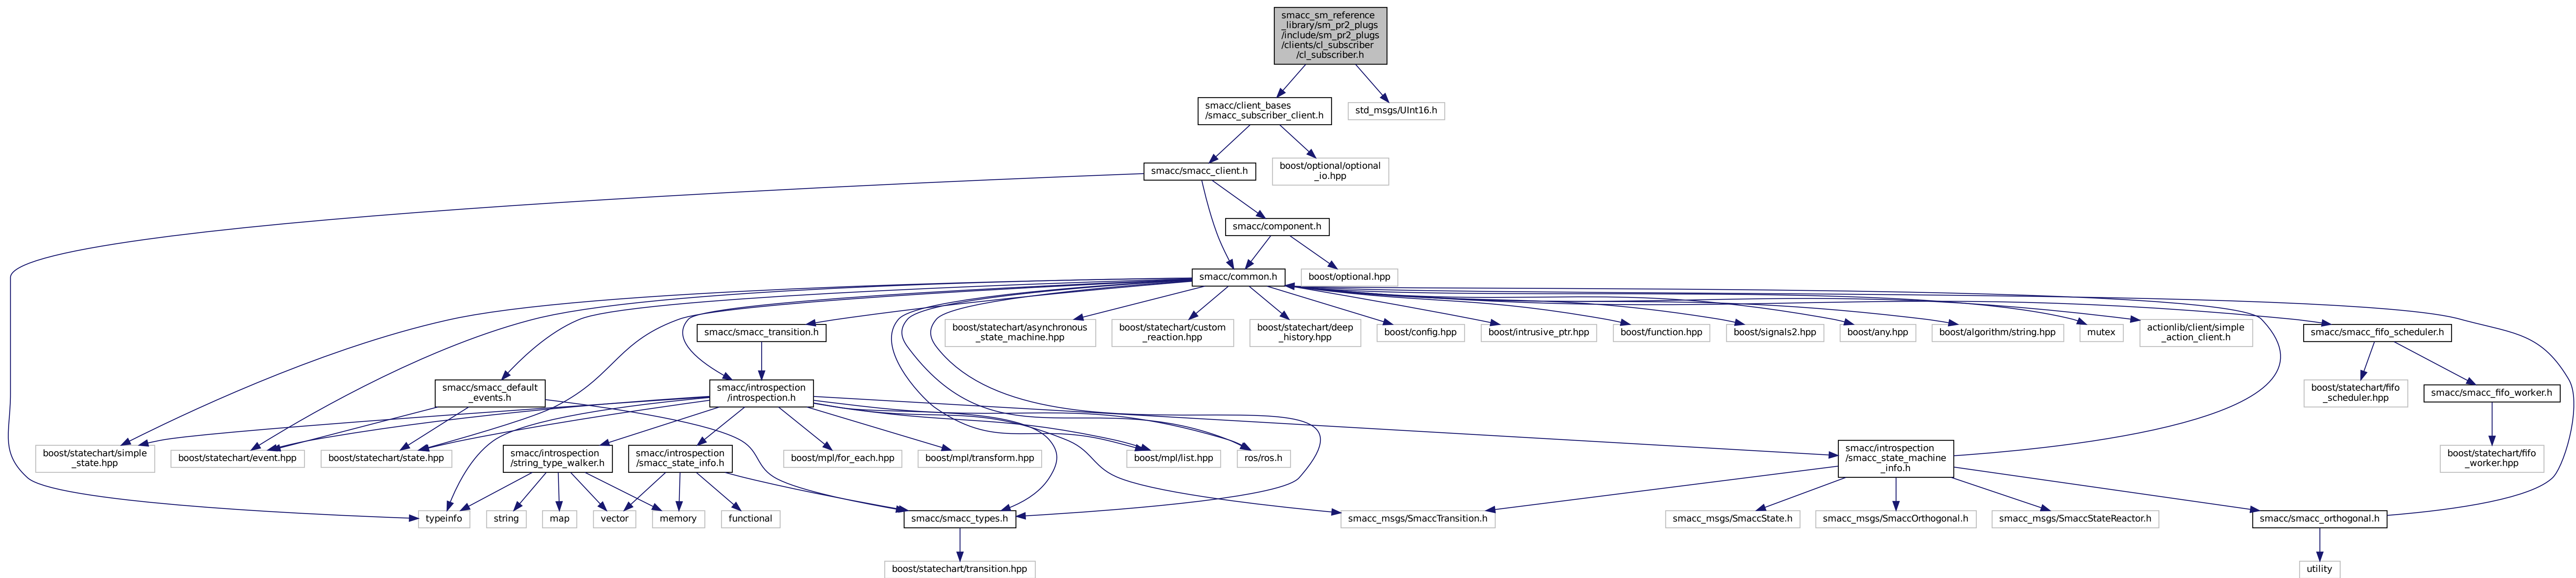 smacc_sm_reference
_library/sm_pr2_plugs
/include/sm_pr2_plugs
/clients/cl_subscriber
/cl_subscriber.h
smacc/client_bases
/smacc_subscriber_client.h
std_msgs/UInt16.h
smacc/smacc_client.h
boost/optional/optional
_io.hpp
smacc/component.h
smacc/common.h
boost/optional.hpp
smacc/smacc_transition.h
boost/statechart/asynchronous
_state_machine.hpp
boost/statechart/custom
_reaction.hpp
boost/statechart/deep
_history.hpp
boost/config.hpp
boost/intrusive_ptr.hpp
boost/function.hpp
boost/signals2.hpp
boost/any.hpp
boost/algorithm/string.hpp
mutex
actionlib/client/simple
_action_client.h
smacc/smacc_fifo_scheduler.h
smacc/smacc_default
_events.h
smacc/introspection
/introspection.h
boost/statechart/fifo
_scheduler.hpp
smacc/smacc_fifo_worker.h
boost/statechart/simple
_state.hpp
boost/statechart/event.hpp
boost/statechart/state.hpp
smacc/introspection
/string_type_walker.h
smacc/introspection
/smacc_state_info.h
boost/mpl/for_each.hpp
boost/mpl/transform.hpp
boost/mpl/list.hpp
ros/ros.h
smacc/introspection
/smacc_state_machine
_info.h
boost/statechart/fifo
_worker.hpp
typeinfo
string
map
vector
memory
functional
smacc/smacc_types.h
smacc_msgs/SmaccTransition.h
smacc_msgs/SmaccState.h
smacc_msgs/SmaccOrthogonal.h
smacc_msgs/SmaccStateReactor.h
smacc/smacc_orthogonal.h
boost/statechart/transition.hpp
utility